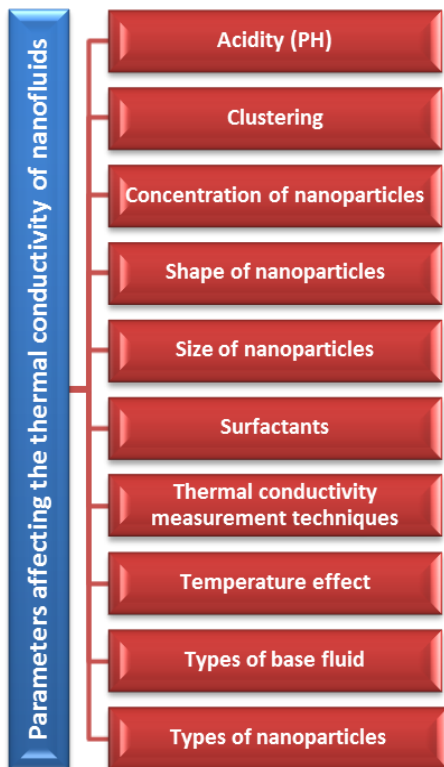 Parameters affecting the thermal conductivity of nanofluids
Acidity (PH)
Clustering
Concentration of nanoparticles
Shape of nanoparticles
Size of nanoparticles
Surfactants
Thermal conductivity
measurement techniques
Temperature effect
Types of base fluid
Types of nanoparticles